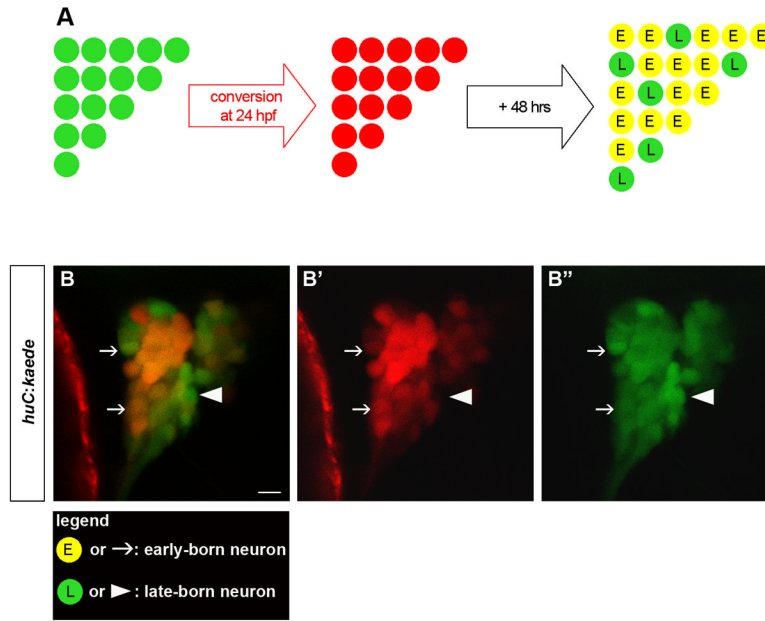 A
conversion
at 24 hpf
+ 48 hrs
E E L E E E
L E E E L
E L E E
E E E
E L
L
huC:kaede
B
B'
B"
legend
E or →: early-born neuron
L or ►: late-born neuron